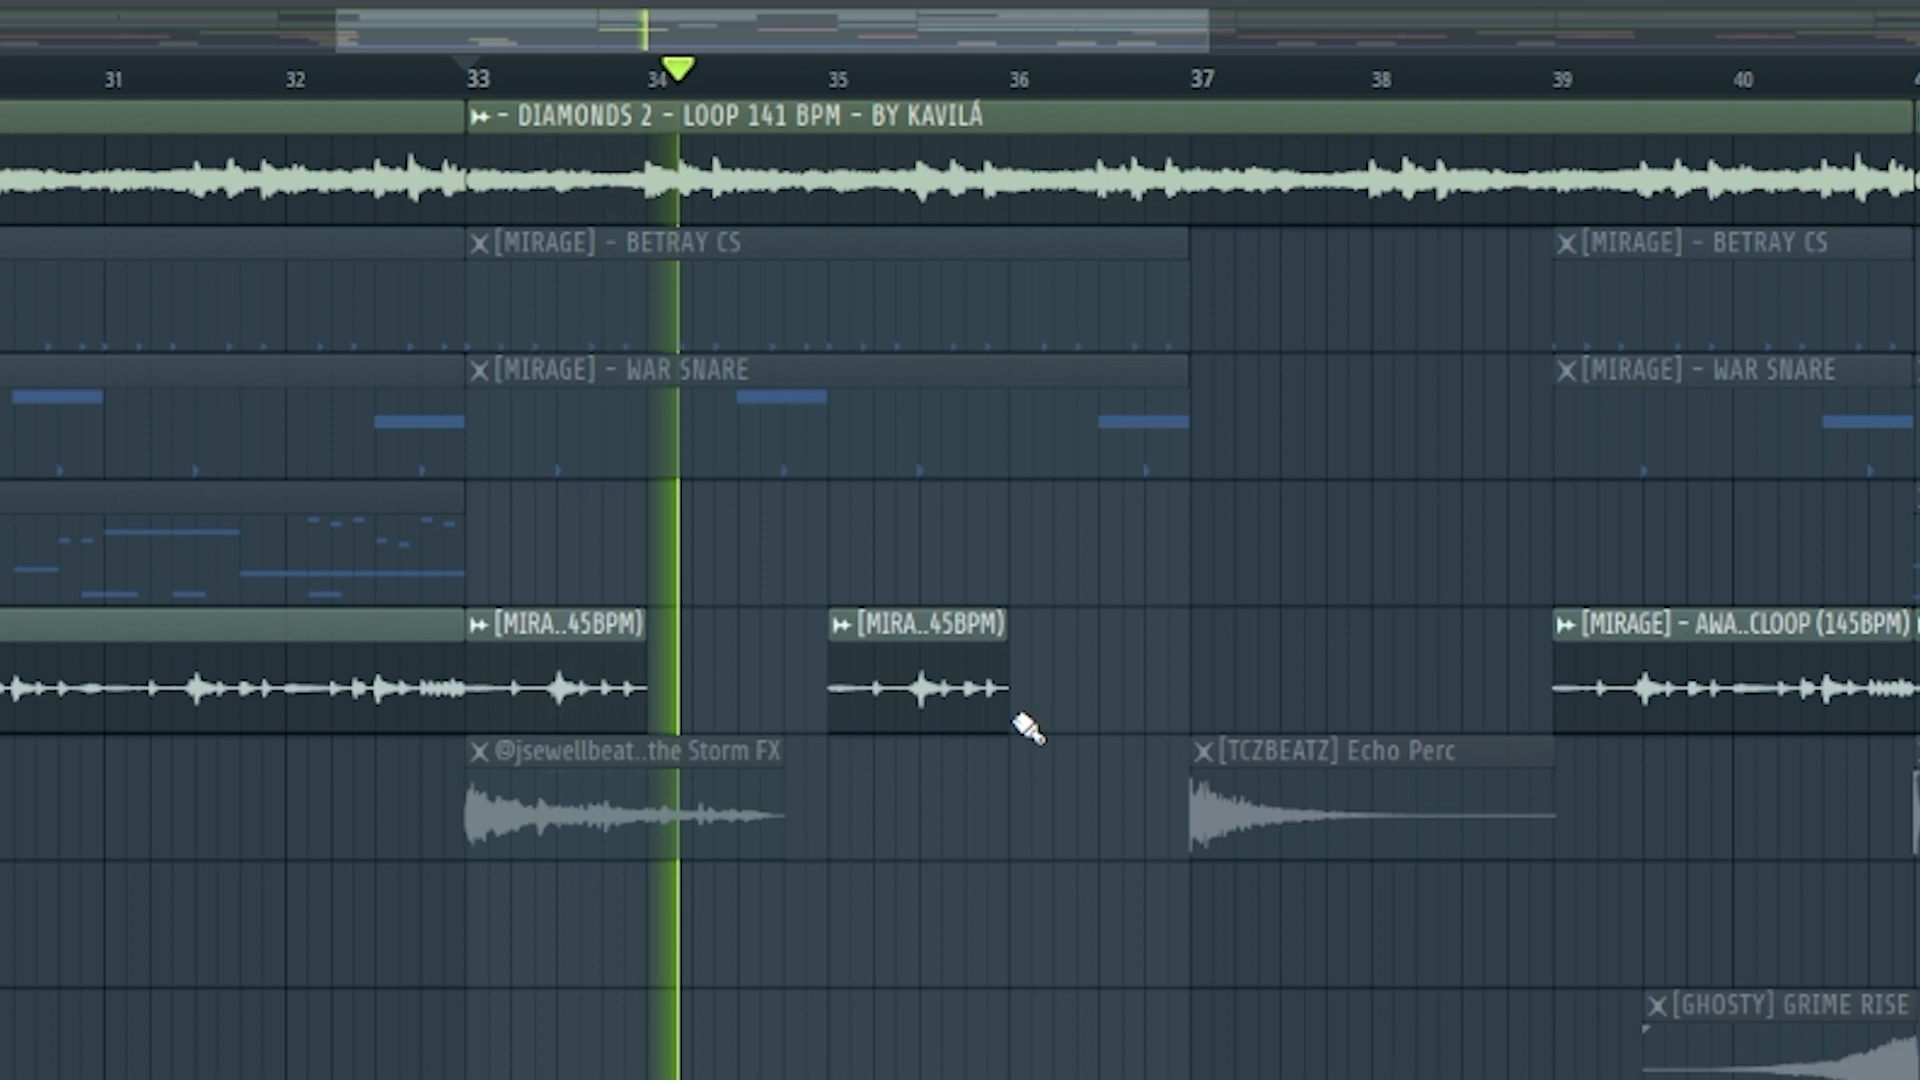 31 32 33 34 35 36 37 38 39 40
- DIAMONDS 2 - LOOP 141 BPM - BY KAVILÁ
[MIRAGE] - BETRAY CS [MIRAGE] - BETRAY CS
[MIRAGE] - WAR SNARE [MIRAGE] - WAR SNARE
[MIRA..45BPM) [MIRA..45BPM) [MIRAGE] - AWA..CLOOP (145BPM)
@jsewellbeat..the Storm FX [TCZBEATZ] Echo Perc
[GHOSTY] GRIME RISE